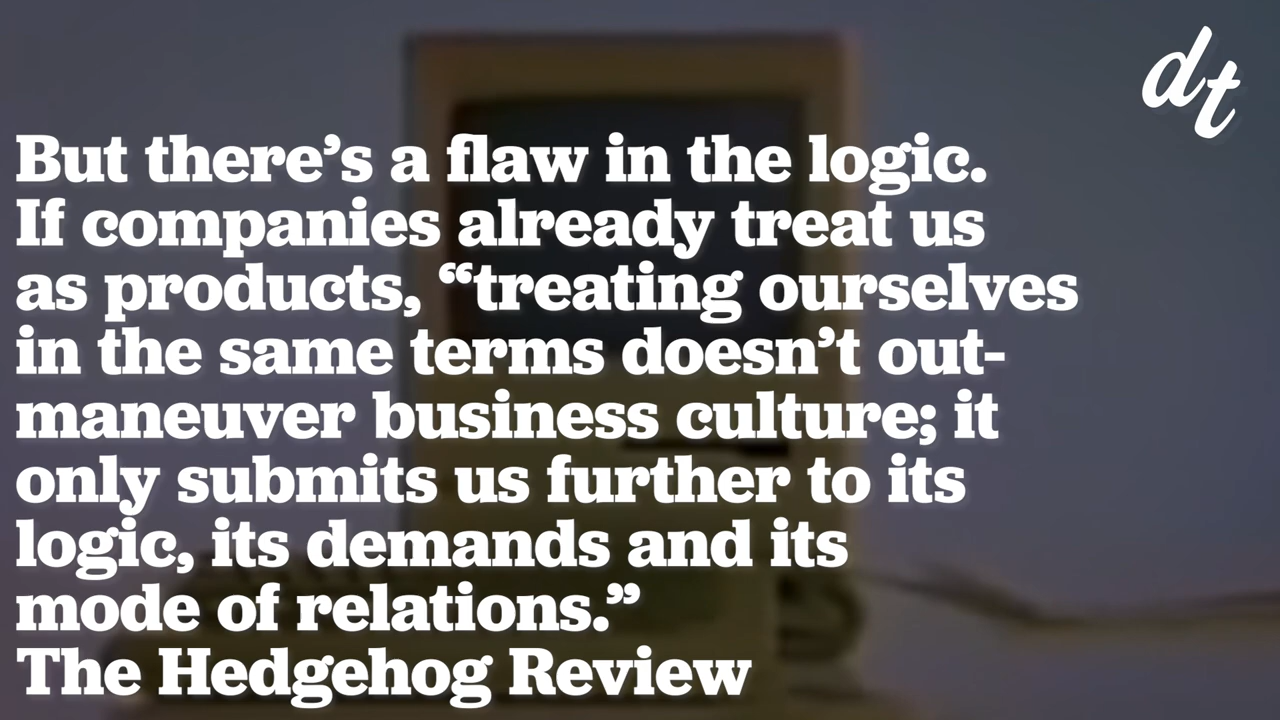 dt
But there’s a flaw in the logic.
If companies already treat us
as products, “treating ourselves
in the same terms doesn’t out-
maneuver business culture; it
only submits us further to its
logic, its demands and its
mode of relations.”
The Hedgehog Review